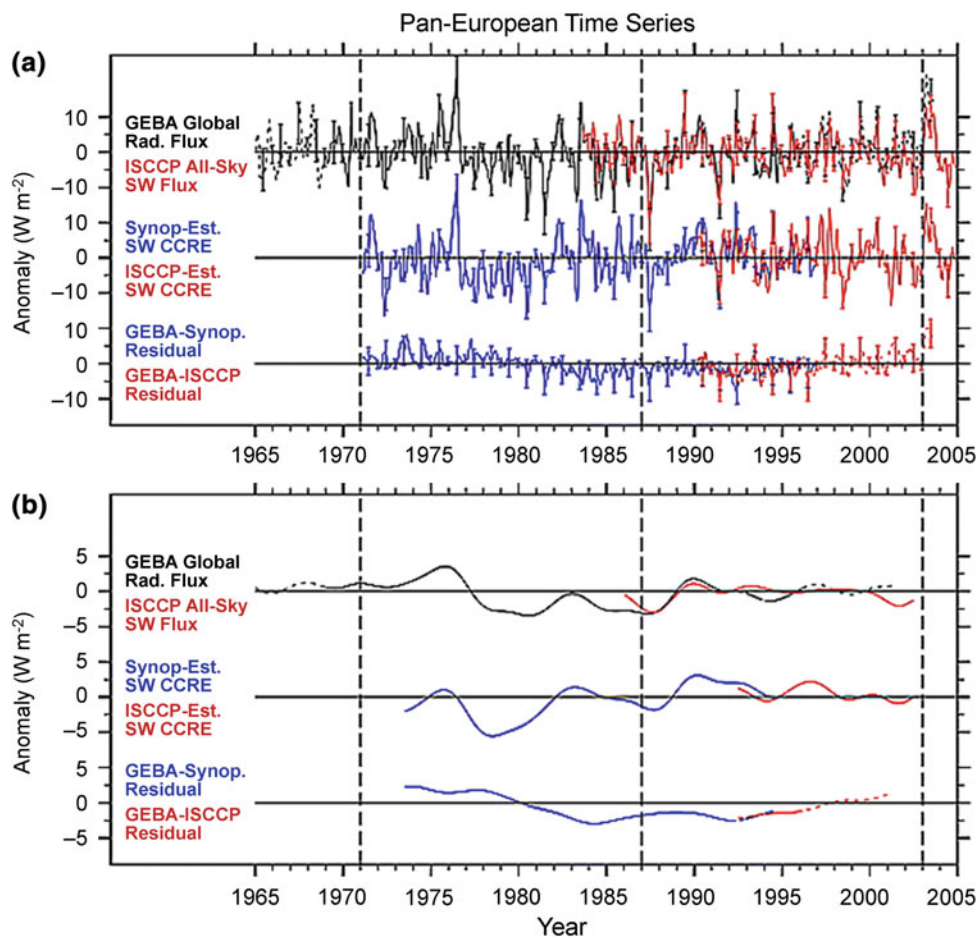 Pan-European Time Series
(a)
Anomaly (W m-2)
10
0
−10
10
0
−10
10
0
−10
GEBA Global
Rad. Flux
ISCCP All-Sky
SW Flux
Synop-Est.
SW CCRE
ISCCP-Est.
SW CCRE
GEBA-Synop.
Residual
GEBA-ISCCP
Residual
1965 1970 1975 1980 1985 1990 1995 2000 2005
(b)
Anomaly (W m-2)
5
0
−5
5
0
−5
5
0
−5
GEBA Global
Rad. Flux
ISCCP All-Sky
SW Flux
Synop-Est.
SW CCRE
ISCCP-Est.
SW CCRE
GEBA-Synop.
Residual
GEBA-ISCCP
Residual
1965 1970 1975 1980 1985 1990 1995 2000 2005
Year